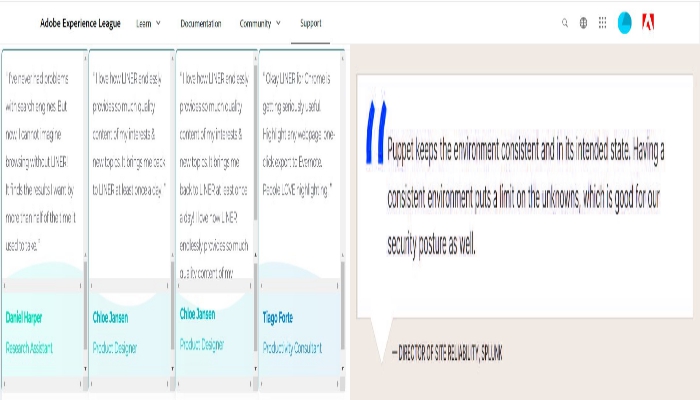 Adobe Experience League
Learn
Documentation
Community
Support
" I've never had problems
with search engines. But
now I cannot imagine
browsing without LINER!
It finds the results I want by
more than half of the time it
used to take. "
Daniel Harper
Research Assistant
" I love how LINER endlessly
provides so much quality
content of my interests &
new topics. It brings me back
to LINER at least once a day. "
Chloe Jansen
Product Designer
" I love how LINER endlessly
provides so much quality
content of my interests &
new topics. It brings me
back to LINER at least once
a day! I love how LINER
endlessly provides so much
quality content of my
Chloe Jansen
Product Designer
" Okay LINER for Chrome is
getting seriously useful.
Highlight any webpage, one-
click export to Evernote.
People LOVE highlighting. "
Tiago Forte
Productivity Consultant
“
Puppet keeps the environment consistent and in its intended state. Having a
consistent environment puts a limit on the unknowns, which is good for our
security posture as well.
— DIRECTOR OF SITE RELIABILITY, SPLUNK